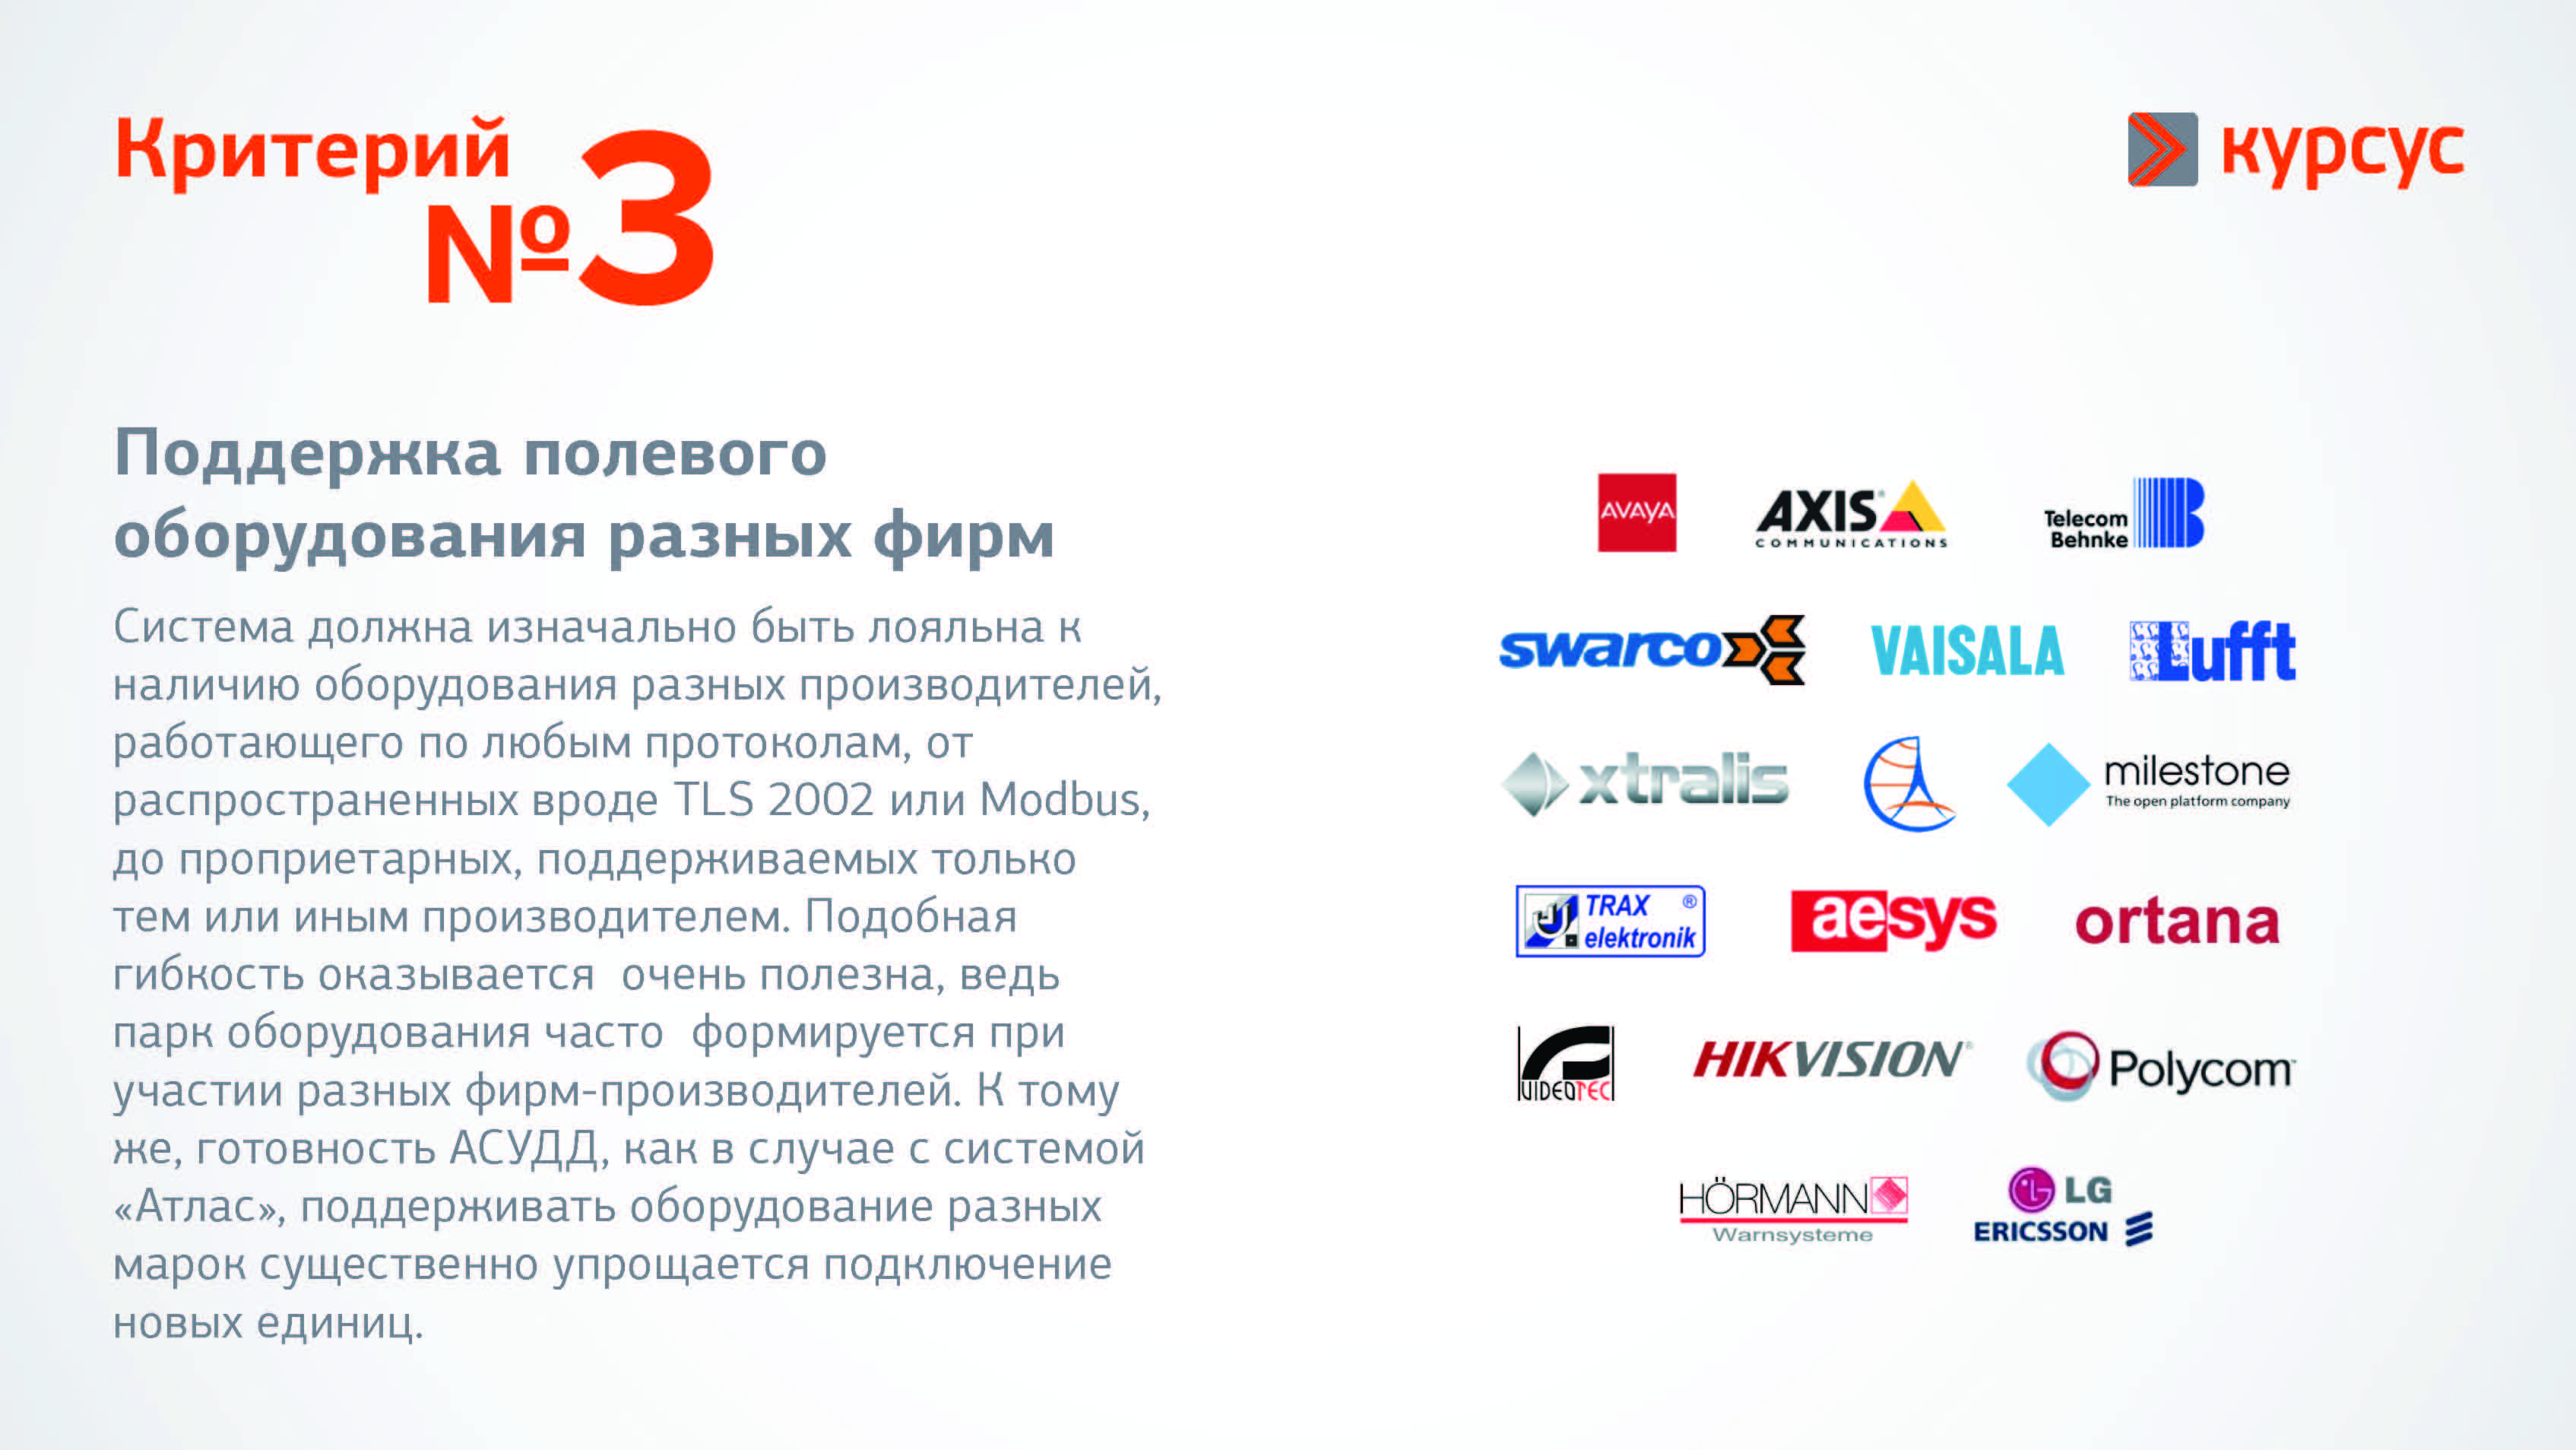 Критерий
№3
курсус
Поддержка полевого
оборудования разных фирм
Система должна изначально быть лояльна к
наличию оборудования разных производителей,
работающего по любым протоколам, от
распространенных вроде TLS 2002 или Modbus,
до проприетарных, поддерживаемых только
тем или иным производителем. Подобная
гибкость оказывается  очень полезна, ведь
парк оборудования часто  формируется при
участии разных фирм-производителей. К тому
же, готовность АСУДД, как в случае с системой
«Атлас», поддерживать оборудование разных
марок существенно упрощается подключение
новых единиц.
AVAYA
AXIS
COMMUNICATIONS
Telecom
Behnke
swarco
VAISALA
Lufft
xtralis
milestone
The open platform company
TRAX ®
elektronik
aesys
ortana
VIDEOTEC
HIKVISION®
Polycom
HÖRMANN
Warnsysteme
LG
ERICSSON